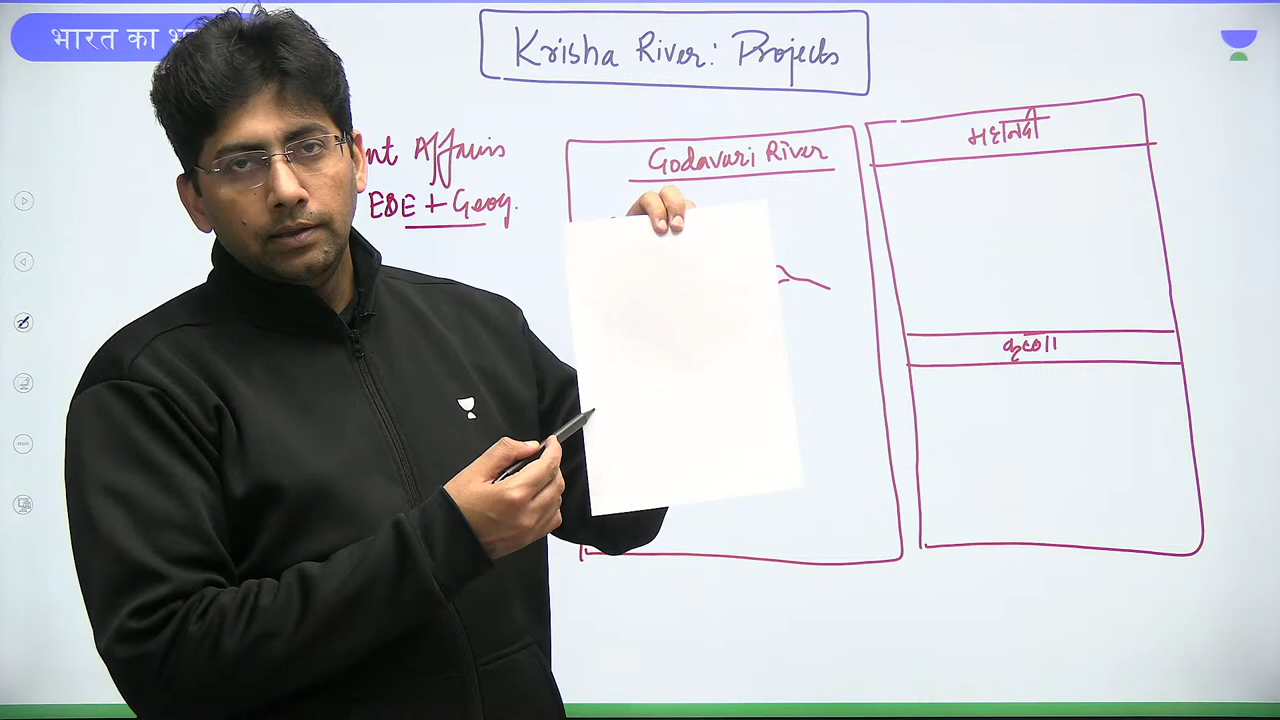 भारत का
Krisha River: Projects
nt Affairs
EBE + Geog.
Godavari River
महानदी
कृष्णा